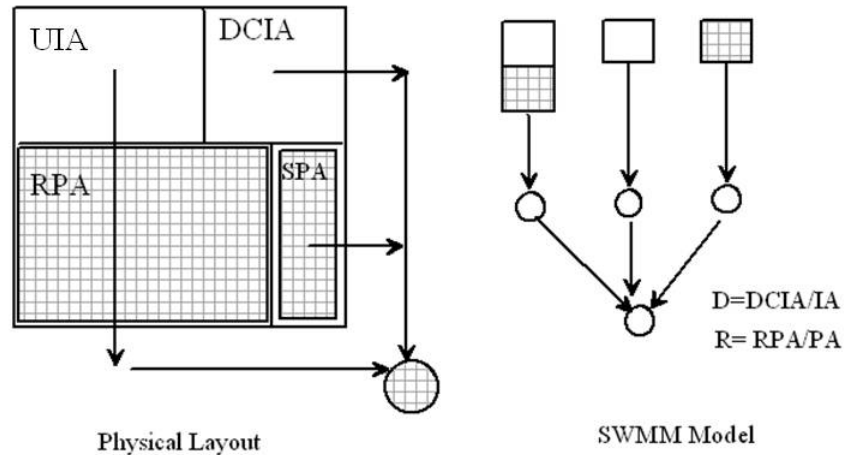 UIA
DCIA
RPA
SPA
D=DCIA/IA
R= RPA/PA
Physical Layout
SWMM Model